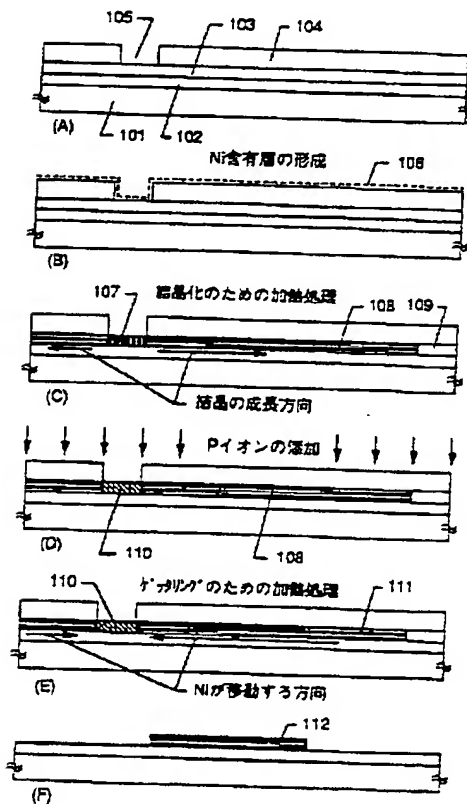 105 104
103
(A) 101 102
Ni含有層の形成 106
(B)
107 結晶化のための加熱処理 108 109
(C) 結晶の成長方向
Pイオンの添加
(D) 110 108
110 ゲッタリングのための加熱処理 111
(E) Niが移動する方向
112
(F)